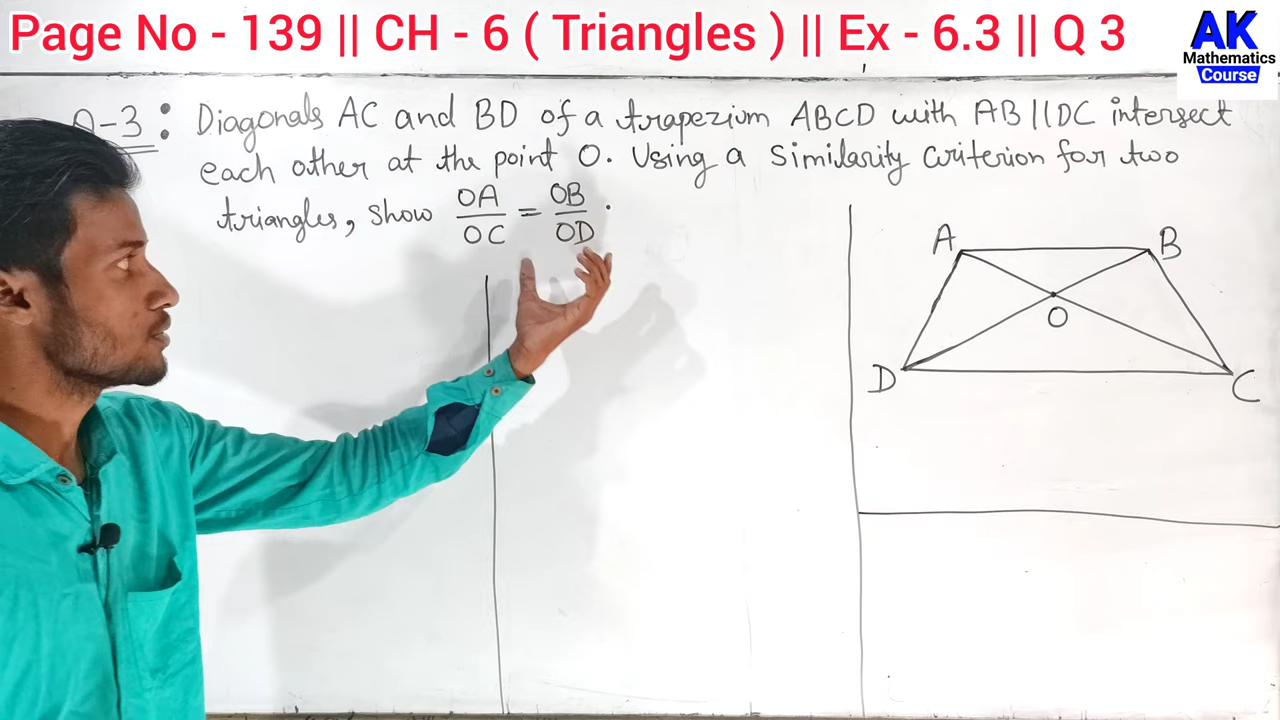 Page No - 139 || CH - 6 ( Triangles ) || Ex - 6.3 || Q 3
AK
Mathematics
Course
Q-3 : Diagonals AC and BD of a trapezium ABCD with AB || DC intersect
each other at the point O. Using a Similarity Criterion for two
triangles, Show OA/OC = OB/OD .
A B
O
D C